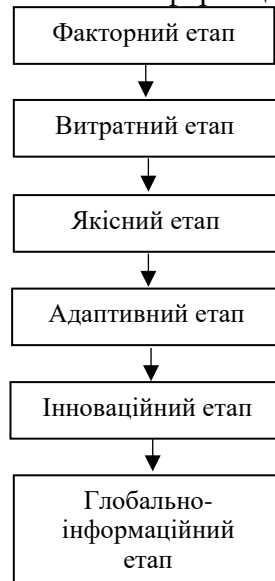 Факторний етап
Витратний етап
Якісний етап
Адаптивний етап
Інноваційний етап
Глобально-
інформаційний
етап